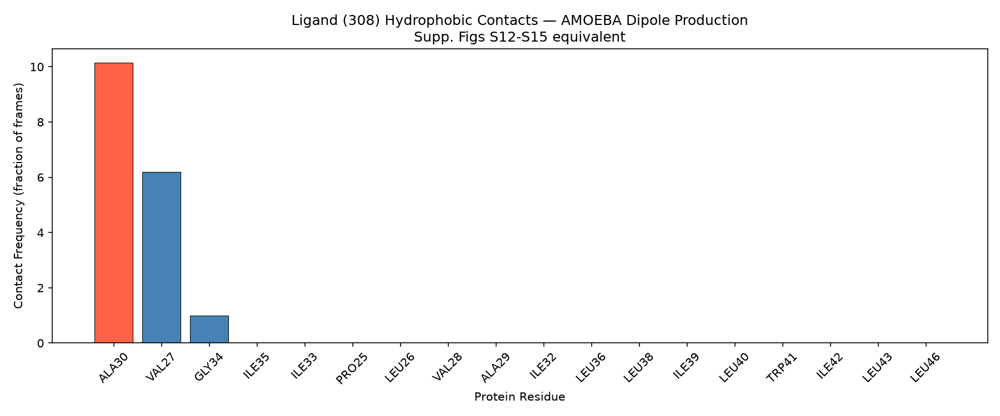 Ligand (308) Hydrophobic Contacts — AMOEBA Dipole Production
Supp. Figs S12-S15 equivalent
Contact Frequency (fraction of frames)
10
8
6
4
2
0
ALA30
VAL27
GLY34
ILE35
ILE33
PRO25
LEU26
VAL28
ALA29
ILE32
LEU36
LEU38
ILE39
LEU40
TRP41
ILE42
LEU43
LEU46
Protein Residue